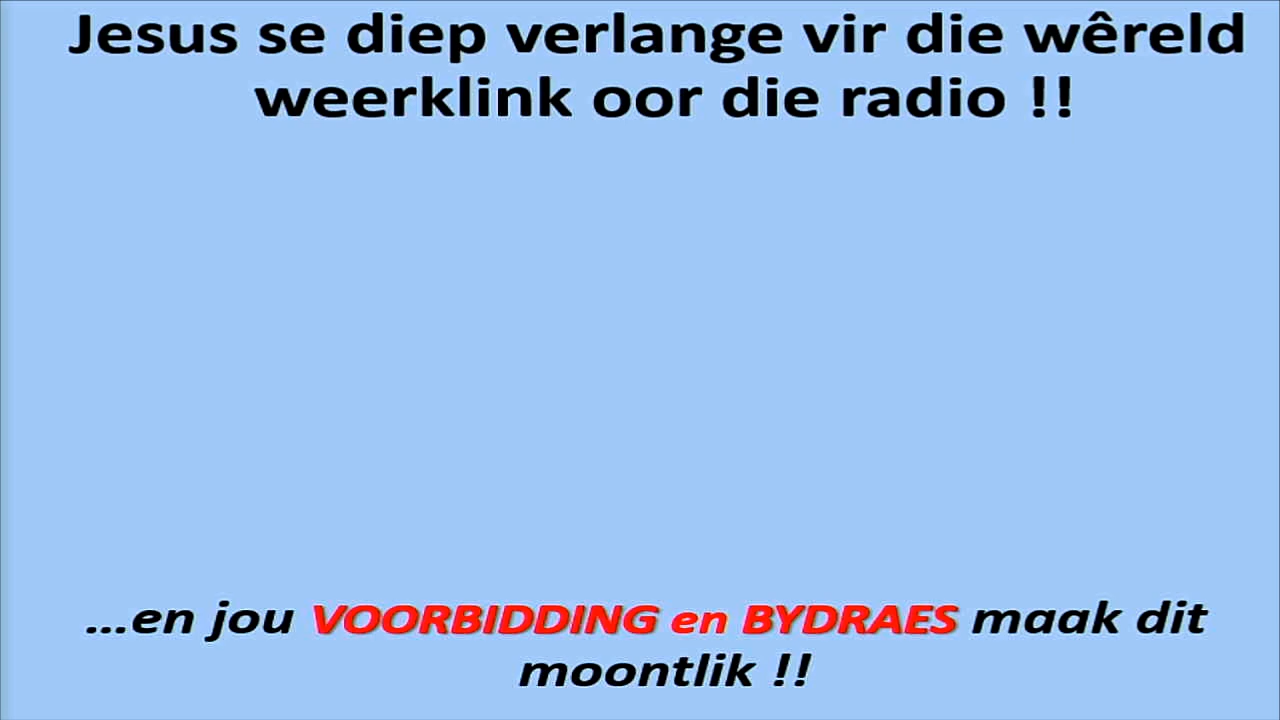 Jesus se diep verlange vir die wêreld
weerklink oor die radio !!
...en jou VOORBIDDING en BYDRAES maak dit
moontlik !!